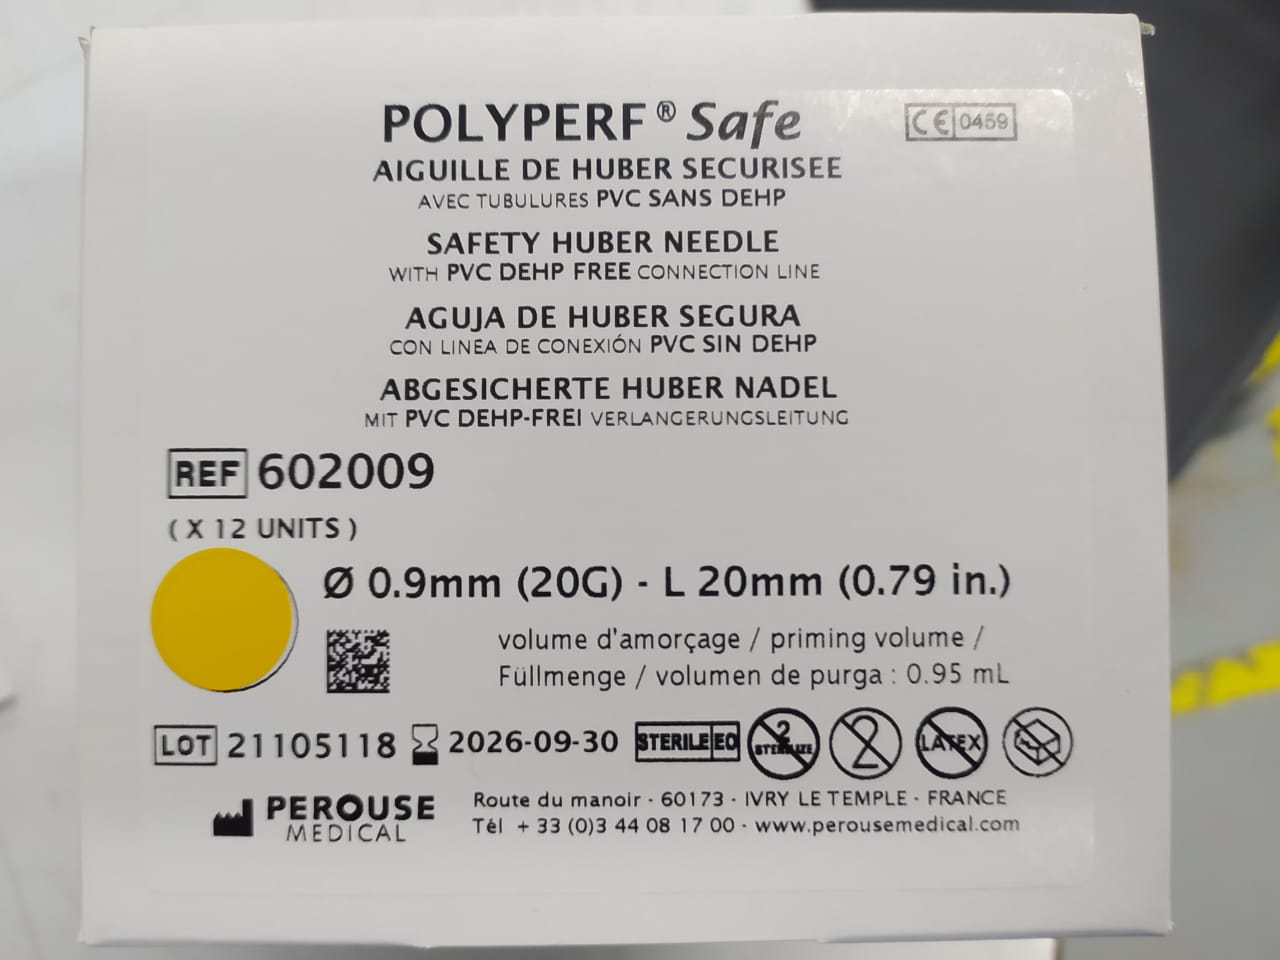 POLYPERF® Safe
CE 0459
AIGUILLE DE HUBER SECURISEE
AVEC TUBULURES PVC SANS DEHP
SAFETY HUBER NEEDLE
WITH PVC DEHP FREE CONNECTION LINE
AGUJA DE HUBER SEGURA
CON LINEA DE CONEXIÓN PVC SIN DEHP
ABGESICHERTE HUBER NADEL
MIT PVC DEHP-FREI VERLANGERUNGSLEITUNG
REF 602009
( X 12 UNITS )
Ø 0.9mm (20G) - L 20mm (0.79 in.)
volume d'amorçage / priming volume /
Füllmenge / volumen de purga : 0.95 mL
LOT 21105118 2026-09-30 STERILE EO 2 STERILIZE 2 LATEX
PEROUSE
MEDICAL
Route du manoir - 60173 - IVRY LE TEMPLE - FRANCE
Tél + 33 (0)3 44 08 17 00 - www.perousemedical.com